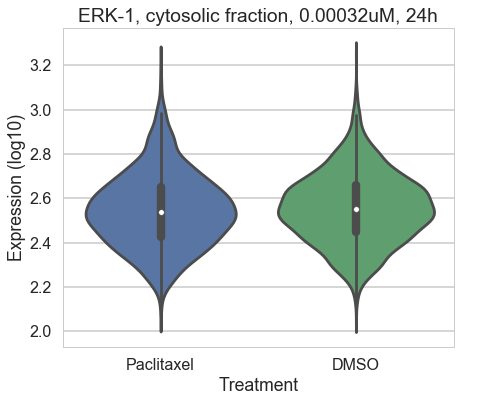 ERK-1, cytosolic fraction, 0.00032uM, 24h
Expression (log10)
3.2
3.0
2.8
2.6
2.4
2.2
2.0
Paclitaxel DMSO
Treatment